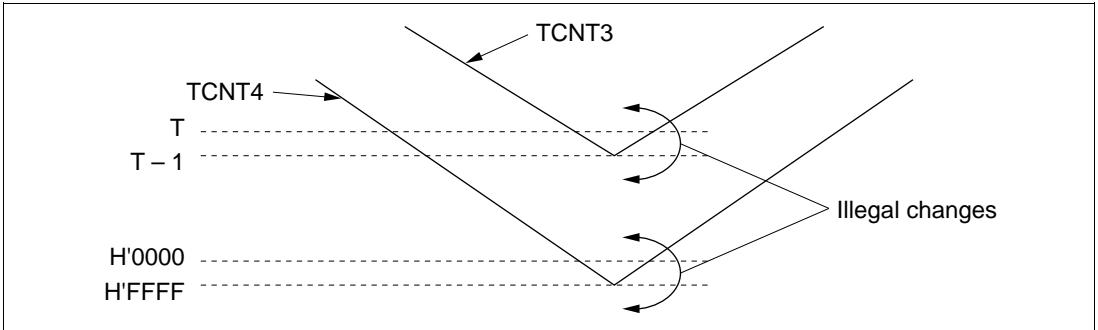 TCNT3
TCNT4
T
T – 1
Illegal changes
H'0000
H'FFFF